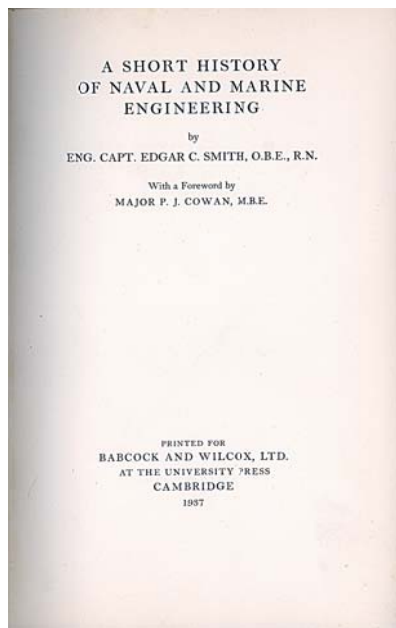 A SHORT HISTORY
OF NAVAL AND MARINE
ENGINEERING
by
ENG. CAPT. EDGAR C. SMITH, O.B.E., R.N.
With a Foreword by
MAJOR P. J. COWAN, M.B.E.
PRINTED FOR
BABCOCK AND WILCOX, LTD.
AT THE UNIVERSITY PRESS
CAMBRIDGE
1937